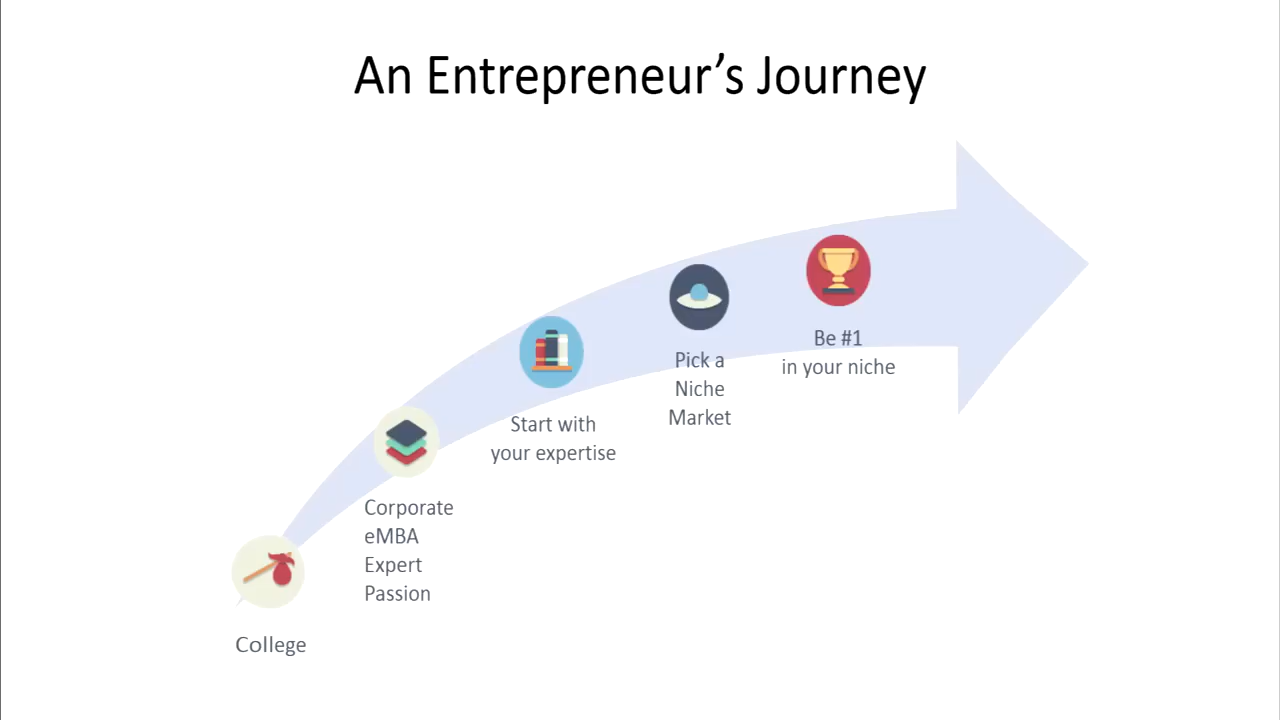 An Entrepreneur’s Journey
College
Corporate
eMBA
Expert
Passion
Start with
your expertise
Pick a
Niche
Market
Be #1
in your niche